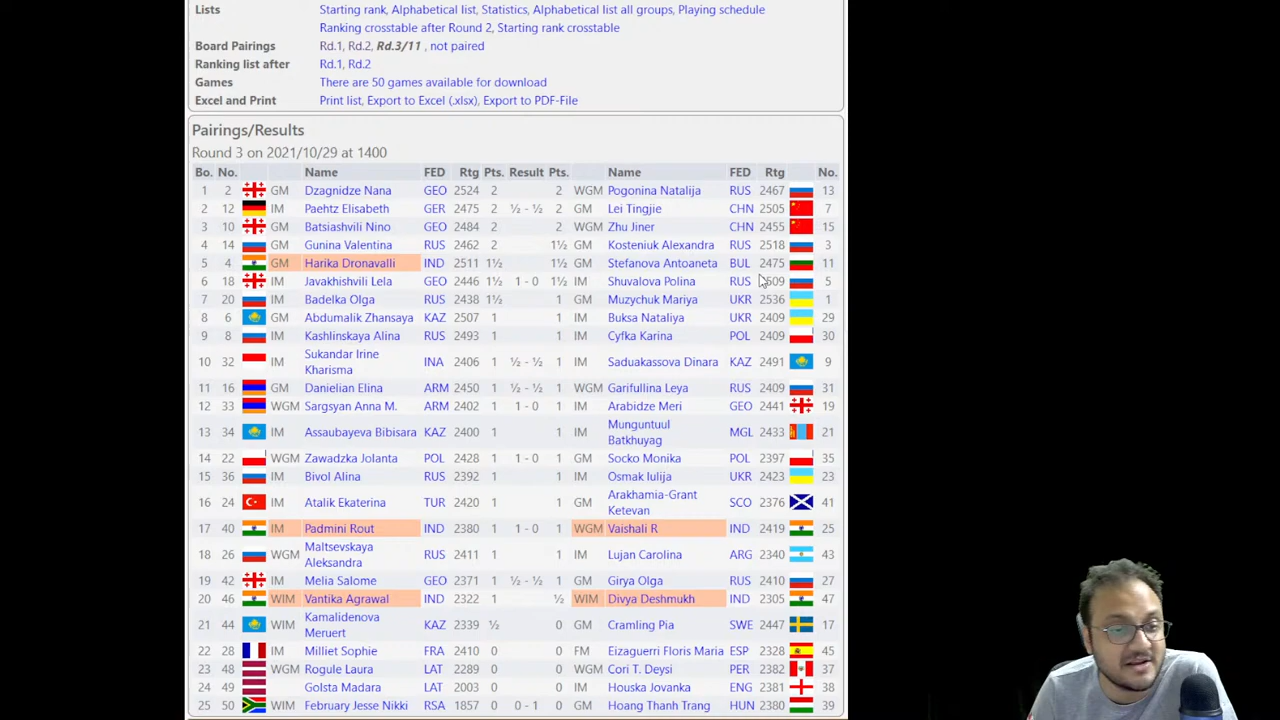 Lists Starting rank, Alphabetical list, Statistics, Alphabetical list all groups, Playing schedule
Ranking crosstable after Round 2, Starting rank crosstable
Board Pairings Rd.1, Rd.2, Rd.3/11 , not paired
Ranking list after Rd.1, Rd.2
Games There are 50 games available for download
Excel and Print Print list, Export to Excel (.xlsx), Export to PDF-File
Pairings/Results
Round 3 on 2021/10/29 at 1400
Bo. No. Name FED Rtg Pts. Result Pts. Name FED Rtg No.
1 2 GM Dzagnidze Nana GEO 2524 2 2 WGM Pogonina Natalija RUS 2467 13
2 12 IM Paehtz Elisabeth GER 2475 2 ½ - ½ 2 GM Lei Tingjie CHN 2505 7
3 10 GM Batsiashvili Nino GEO 2484 2 2 WGM Zhu Jiner CHN 2455 15
4 14 GM Gunina Valentina RUS 2462 2 1½ GM Kosteniuk Alexandra RUS 2518 3
5 4 GM Harika Dronavalli IND 2511 1½ 1½ GM Stefanova Antoaneta BUL 2475 11
6 18 IM Javakhishvili Lela GEO 2446 1½ 1 - 0 1½ IM Shuvalova Polina RUS 509 5
7 20 IM Badelka Olga RUS 2438 1½ 1 GM Muzychuk Mariya UKR 2536 1
8 6 GM Abdumalik Zhansaya KAZ 2507 1 1 IM Buksa Nataliya UKR 2409 29
9 8 IM Kashlinskaya Alina RUS 2493 1 1 IM Cyfka Karina POL 2409 30
10 32 IM Sukandar Irine
Kharisma INA 2406 1 ½ - ½ 1 IM Saduakassova Dinara KAZ 2491 9
11 16 GM Danielian Elina ARM 2450 1 ½ - ½ 1 WGM Garifullina Leya RUS 2409 31
12 33 WGM Sargsyan Anna M. ARM 2402 1 1 - 0 1 IM Arabidze Meri GEO 2441 19
13 34 IM Assaubayeva Bibisara KAZ 2400 1 1 IM Munguntuul
Batkhuyag MGL 2433 21
14 22 WGM Zawadzka Jolanta POL 2428 1 1 - 0 1 GM Socko Monika POL 2397 35
15 36 IM Bivol Alina RUS 2392 1 1 IM Osmak Iulija UKR 2423 23
16 24 IM Atalik Ekaterina TUR 2420 1 1 GM Arakhamia-Grant
Ketevan SCO 2376 41
17 40 IM Padmini Rout IND 2380 1 1 - 0 1 WGM Vaishali R IND 2419 25
18 26 WGM Maltsevskaya
Aleksandra RUS 2411 1 1 IM Lujan Carolina ARG 2340 43
19 42 IM Melia Salome GEO 2371 1 ½ - ½ 1 GM Girya Olga RUS 2410 27
20 46 WIM Vantika Agrawal IND 2322 1 ½ WIM Divya Deshmukh IND 2305 47
21 44 WIM Kamalidenova
Meruert KAZ 2339 ½ 0 GM Cramling Pia SWE 2447 17
22 28 IM Milliet Sophie FRA 2410 0 0 FM Eizaguerri Floris Maria ESP 2328 45
23 48 WGM Rogule Laura LAT 2289 0 0 WGM Cori T. Deysi PER 2382 37
24 49 Golsta Madara LAT 2003 0 0 IM Houska Jovanka ENG 2381 38
25 50 WIM February Jesse Nikki RSA 1857 0 0 - 1 0 GM Hoang Thanh Trang HUN 2380 39